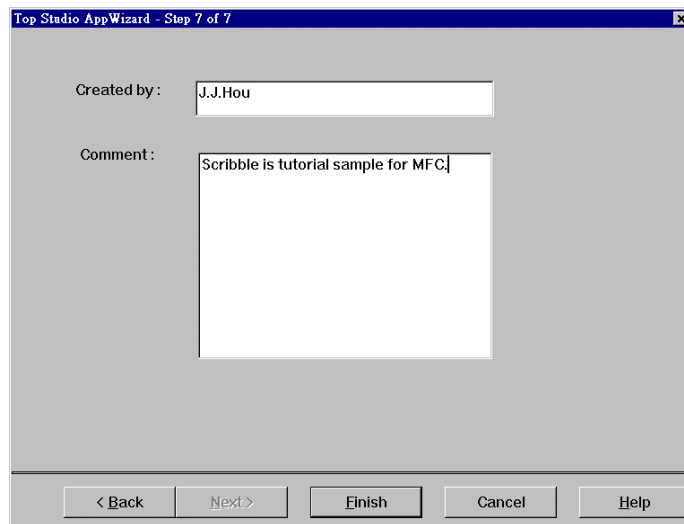 Top Studio AppWizard - Step 7 of 7
Created by :
J.J.Hou
Comment :
Scribble is tutorial sample for MFC.
< Back
Next >
Finish
Cancel
Help